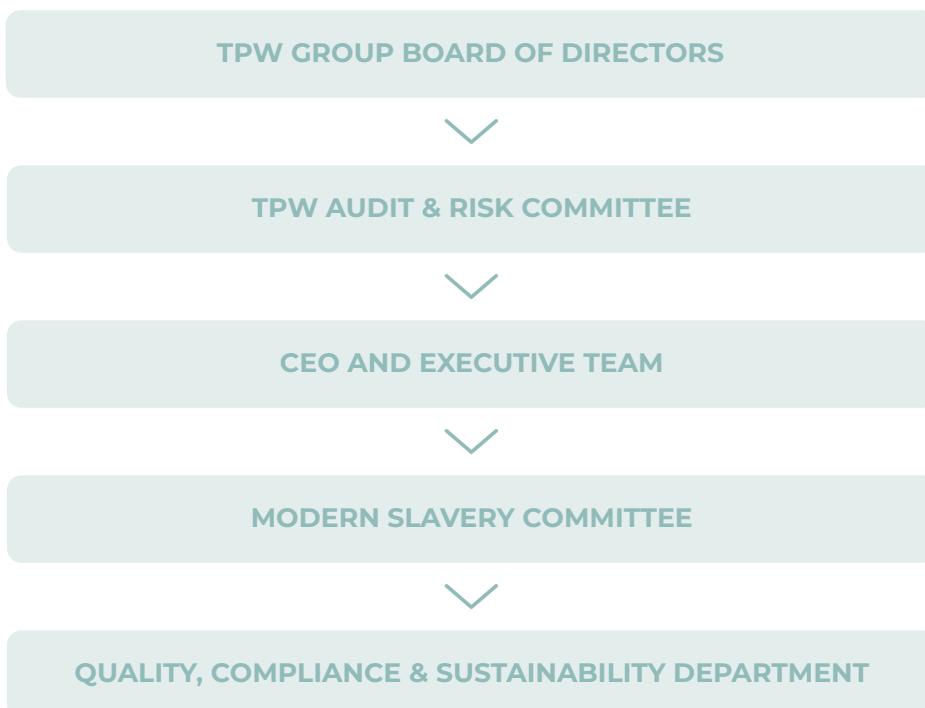 TPW GROUP BOARD OF DIRECTORS
TPW AUDIT & RISK COMMITTEE
CEO AND EXECUTIVE TEAM
MODERN SLAVERY COMMITTEE
QUALITY, COMPLIANCE & SUSTAINABILITY DEPARTMENT